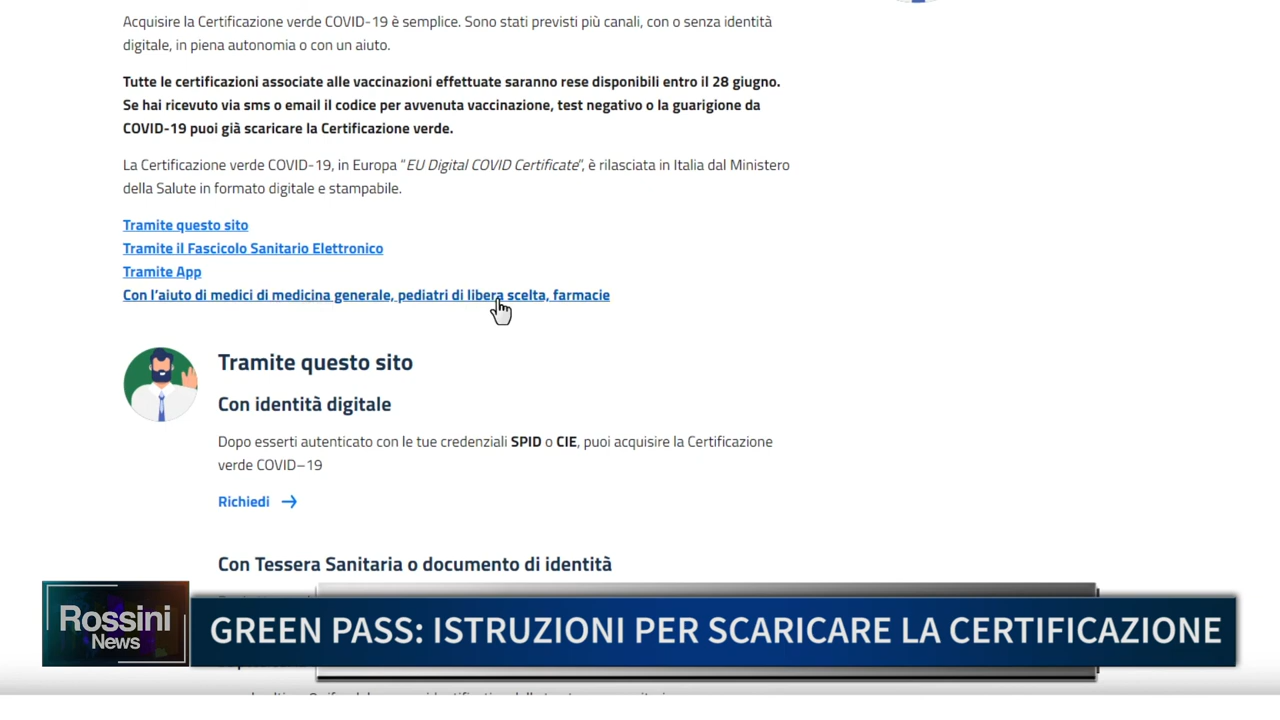 Acquisire la Certificazione verde COVID-19 è semplice. Sono stati previsti più canali, con o senza identità
digitale, in piena autonomia o con un aiuto.
Tutte le certificazioni associate alle vaccinazioni effettuate saranno rese disponibili entro il 28 giugno.
Se hai ricevuto via sms o email il codice per avvenuta vaccinazione, test negativo o la guarigione da
COVID-19 puoi già scaricare la Certificazione verde.
La Certificazione verde COVID-19, in Europa "EU Digital COVID Certificate", è rilasciata in Italia dal Ministero
della Salute in formato digitale e stampabile.
Tramite questo sito
Tramite il Fascicolo Sanitario Elettronico
Tramite App
Con l'aiuto di medici di medicina generale, pediatri di libera scelta, farmacie
Tramite questo sito
Con identità digitale
Dopo esserti autenticato con le tue credenziali SPID o CIE, puoi acquisire la Certificazione
verde COVID–19
Richiedi →
Con Tessera Sanitaria o documento di identità
Rossini
News
GREEN PASS: ISTRUZIONI PER SCARICARE LA CERTIFICAZIONE